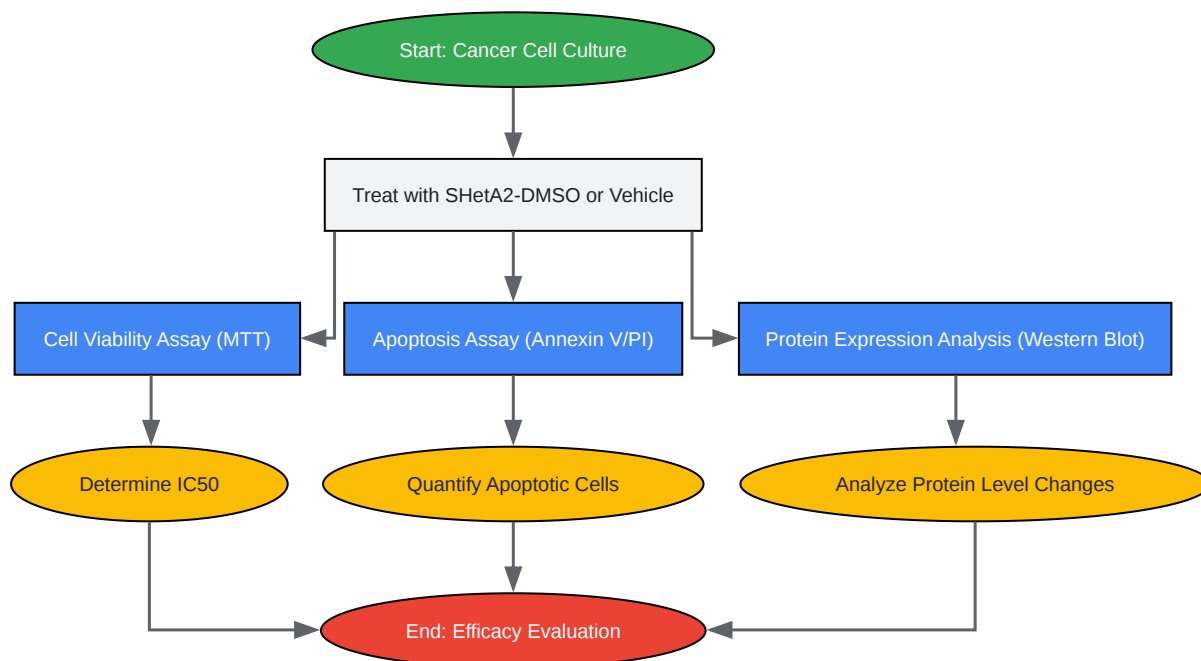 Start: Cancer Cell Culture
Treat with SHetA2-DMSO or Vehicle
Cell Viability Assay (MTT)
Apoptosis Assay (Annexin V/PI)
Protein Expression Analysis (Western Blot)
Determine IC50
Quantify Apoptotic Cells
Analyze Protein Level Changes
End: Efficacy Evaluation